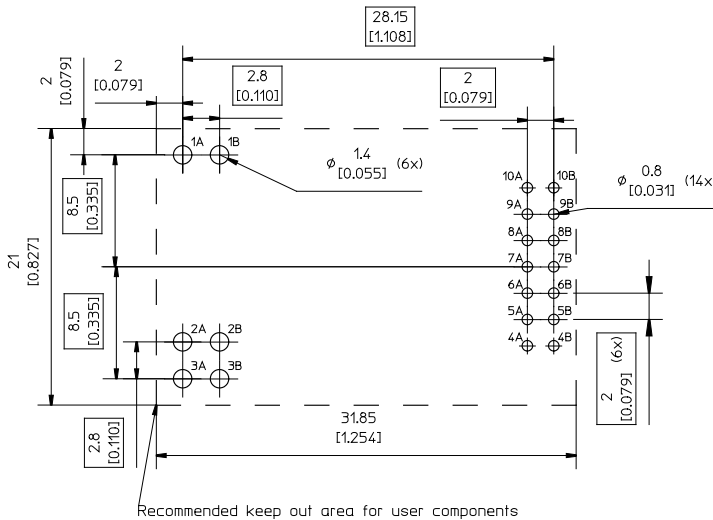 28.15
[1.108]
2
[0.079]
2
[0.079]
2.8
[0.110]
2
[0.079]
1A
1B
ϕ 1.4
[0.055] (6x)
10A
10B
ϕ 0.8
[0.031] (14x
9A
9B
8A
8B
7A
7B
6A
6B
5A
5B
4A
4B
8.5
[0.335]
21
[0.827]
8.5
[0.335]
2A
2B
3A
3B
2 (6x)
[0.079]
2.8
[0.110]
31.85
[1.254]
Recommended keep out area for user components